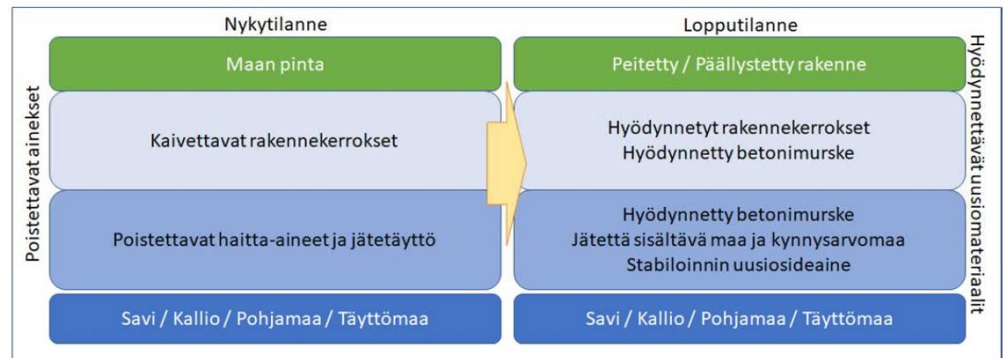 Nykytilanne
Lopputilanne
Poistettavat ainekset
Maan pinta
Kaivettavat rakennekerrokset
Poistettavat haitta-aineet ja jätetäyttö
Savi / Kallio / Pohjamaa / Täyttömaa
Peitetty / Päällystetty rakenne
Hyödynnetyt rakennekerrokset
Hyödynnetty betonimurske
Hyödynnetty betonimurske
Jätettä sisältävä maa ja kynnysarvomaa
Stabiloinnin uusiosideaine
Savi / Kallio / Pohjamaa / Täyttömaa
Hyödynnettävät uusiomateriaalit